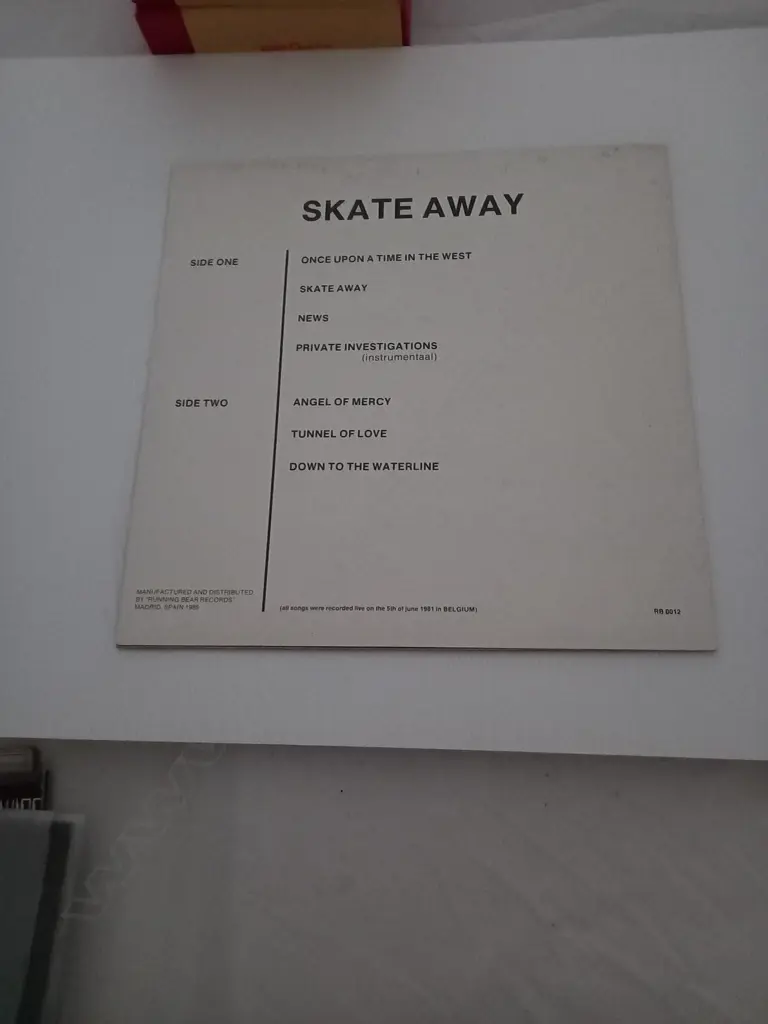 SKATE AWAY
SIDE ONE
ONCE UPON A TIME IN THE WEST
SKATE AWAY
NEWS
PRIVATE INVESTIGATIONS
(instrumentaal)
SIDE TWO
ANGEL OF MERCY
TUNNEL OF LOVE
DOWN TO THE WATERLINE
MANUFACTURED AND DISTRIBUTED
BY "RUNNING BEAR RECORDS"
MADRID, SPAIN
(all songs were recorded live on the 5th of june 1981 in BELGIUM)
RB 0012